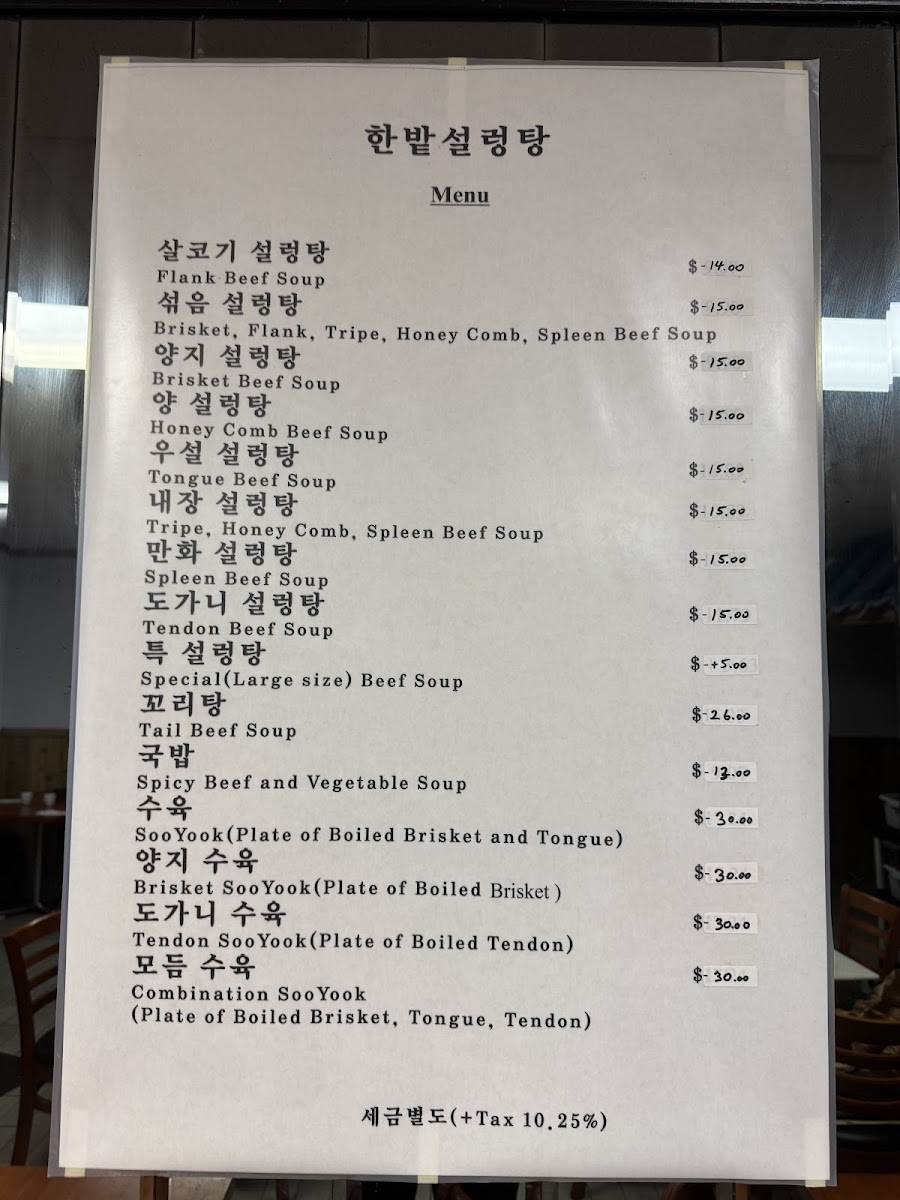 한밭설렁탕
Menu
살코기 설렁탕 $-14.00
Flank Beef Soup
섞음 설렁탕 $-15.00
Brisket, Flank, Tripe, Honey Comb, Spleen Beef Soup
양지 설렁탕 $-15.00
Brisket Beef Soup
양 설렁탕 $-15.00
Honey Comb Beef Soup
우설 설렁탕 $-15.00
Tongue Beef Soup
내장 설렁탕 $-15.00
Tripe, Honey Comb, Spleen Beef Soup
만화 설렁탕 $-15.00
Spleen Beef Soup
도가니 설렁탕 $-15.00
Tendon Beef Soup
특 설렁탕 $-+5.00
Special(Large size) Beef Soup
꼬리탕 $-26.00
Tail Beef Soup
국밥 $-13.00
Spicy Beef and Vegetable Soup
수육 $-30.00
SooYook(Plate of Boiled Brisket and Tongue)
양지 수육 $-30.00
Brisket SooYook(Plate of Boiled Brisket )
도가니 수육 $-30.00
Tendon SooYook(Plate of Boiled Tendon)
모듬 수육 $-30.00
Combination SooYook
(Plate of Boiled Brisket, Tongue, Tendon)
세금별도(+Tax 10.25%)